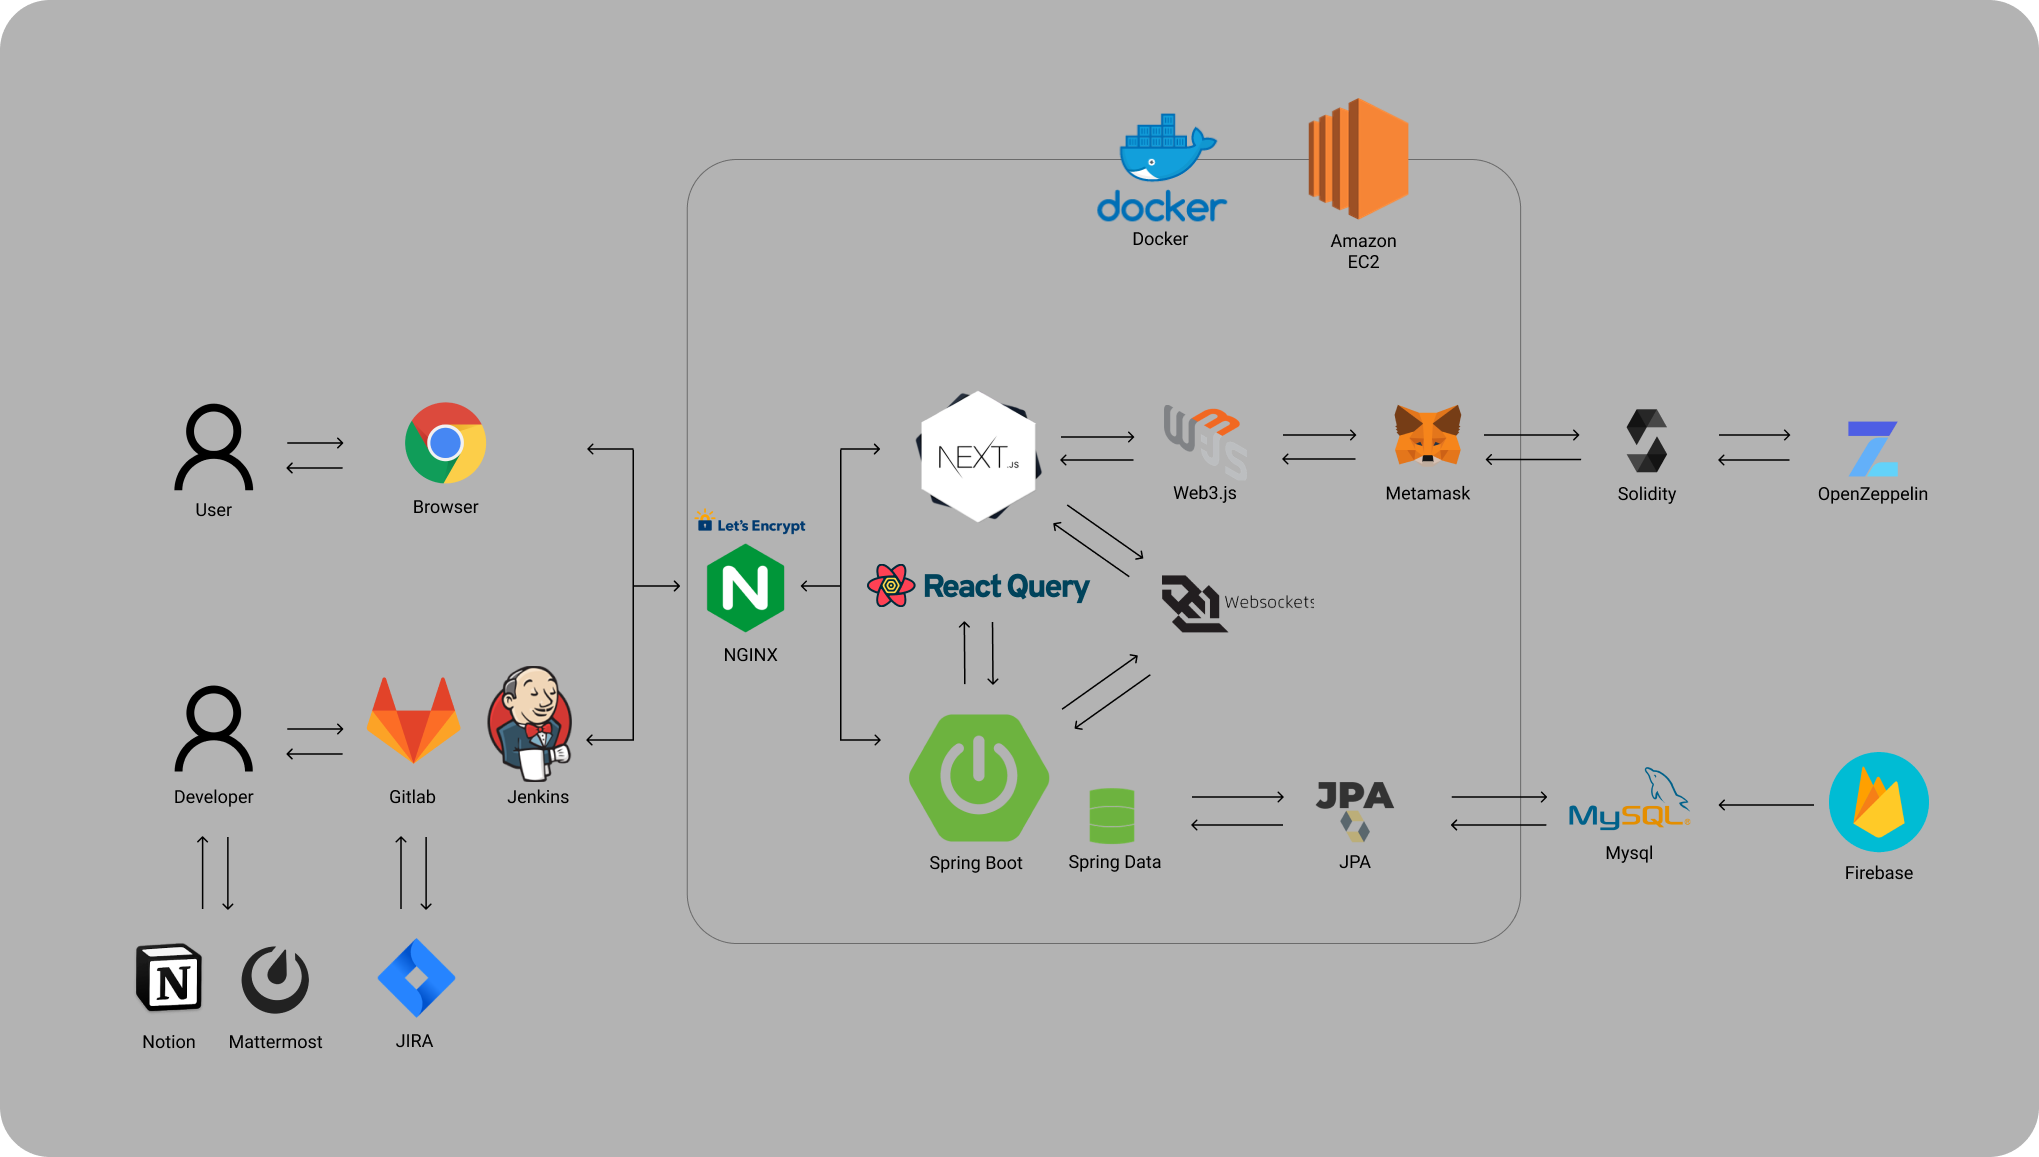 docker
Docker
Amazon
EC2
User
Browser
Let's Encrypt
N
NGINX
NEXT.JS
W3JS
Web3.js
Metamask
Solidity
OpenZeppelin
React Query
Websockets
Developer
Gitlab
Jenkins
Spring Boot
Spring Data
JPA
JPA
MySQL
Mysql
Firebase
N
Notion
Mattermost
JIRA